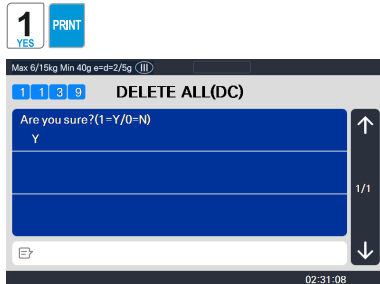 1
YES
PRINT
Max 6/15kg Min 40g e=d=2/5g III
1 1 3 9 DELETE ALL(DC)
Are you sure?(1=Y/0=N)
Y
1/1
02:31:08